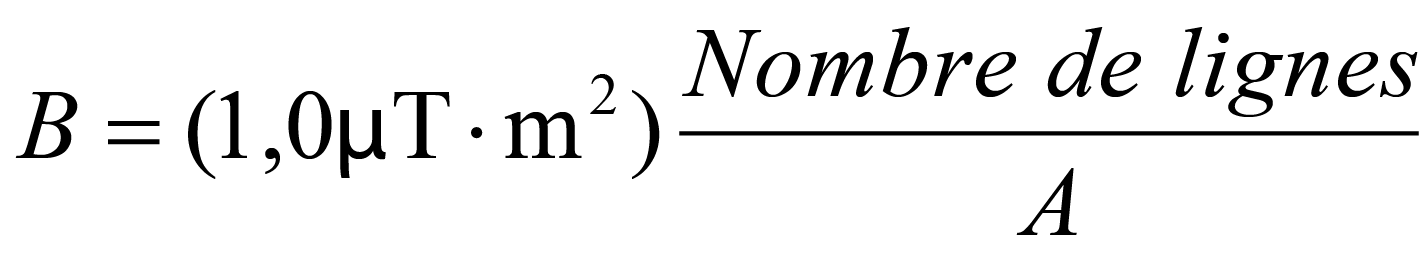 B = (1,0µT·m²) Nombre de lignes / A